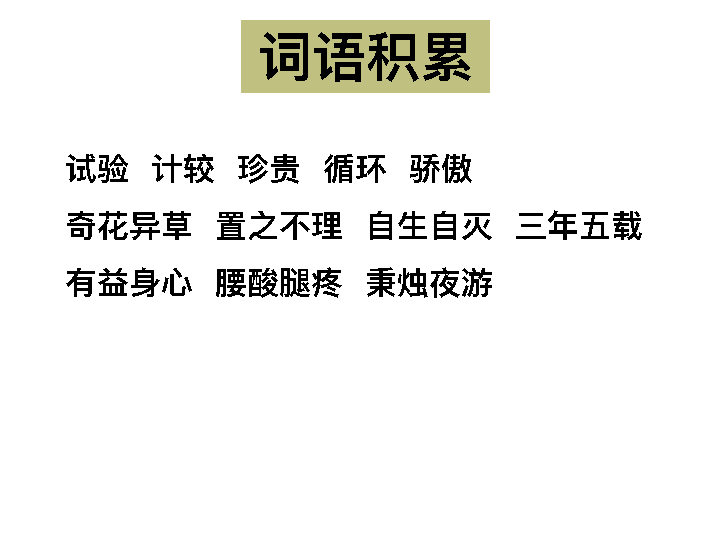 词语积累
试验 计较 珍贵 循环 骄傲
奇花异草 置之不理 自生自灭 三年五载
有益身心 腰酸腿疼 秉烛夜游